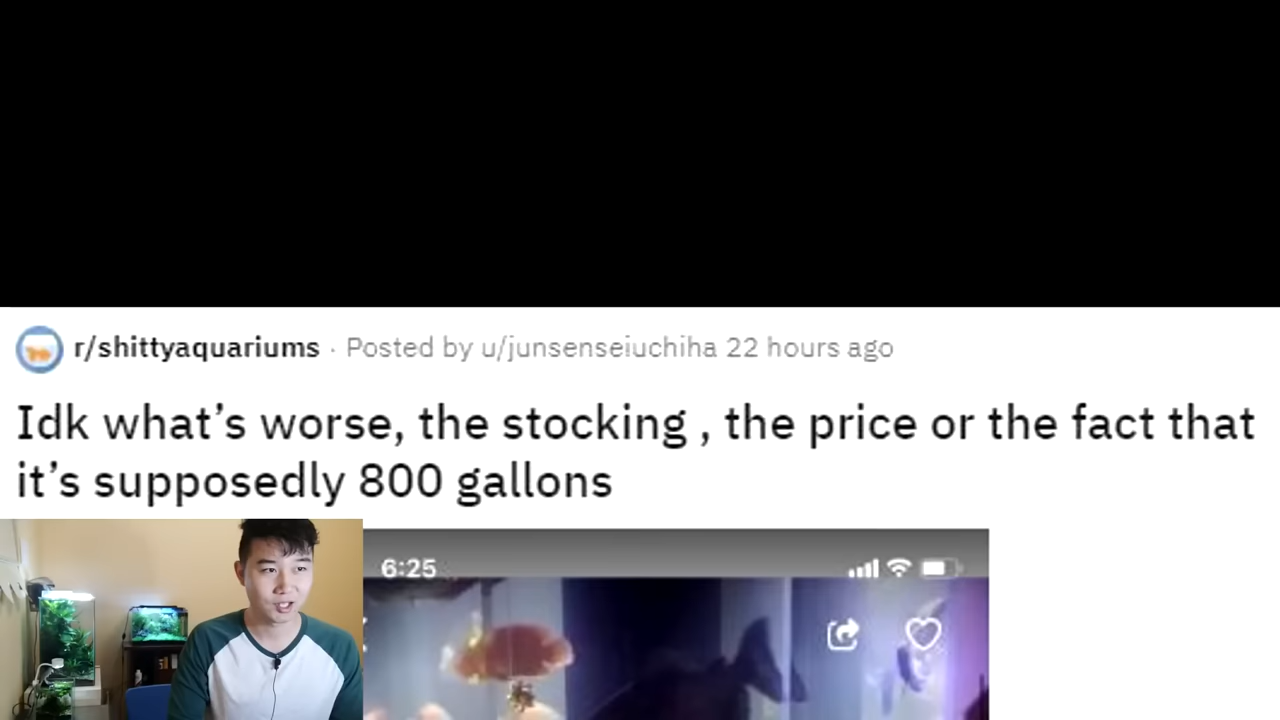 r/shittyaquariums · Posted by u/junsenseiuchiha 22 hours ago
Idk what’s worse, the stocking , the price or the fact that
it’s supposedly 800 gallons
6:25